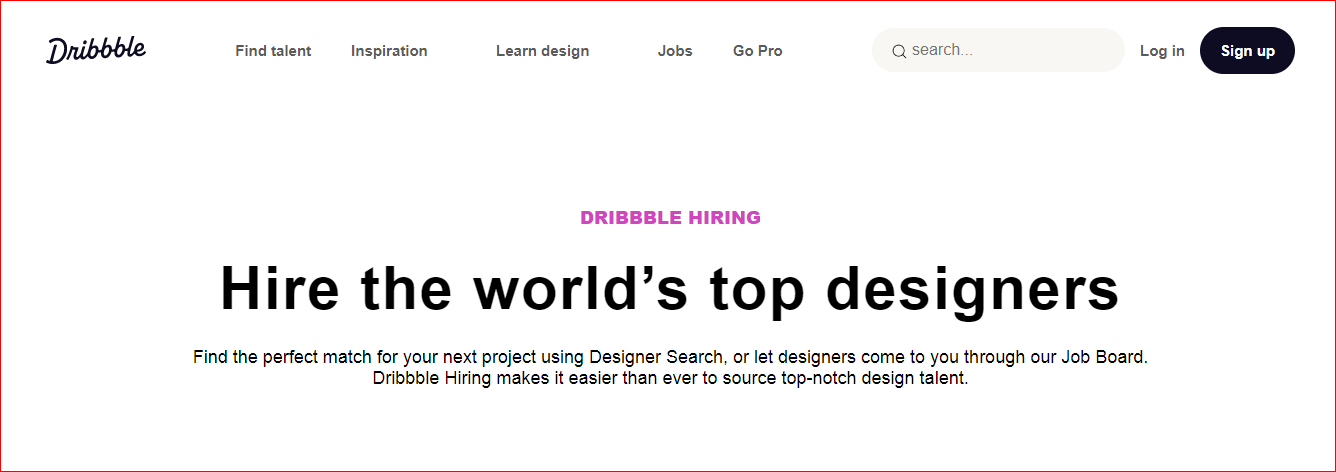 Dribbble
Find talent
Inspiration
Learn design
Jobs
Go Pro
search...
Log in
Sign up
DRIBBBLE HIRING
Hire the world’s top designers
Find the perfect match for your next project using Designer Search, or let designers come to you through our Job Board.
Dribbble Hiring makes it easier than ever to source top-notch design talent.